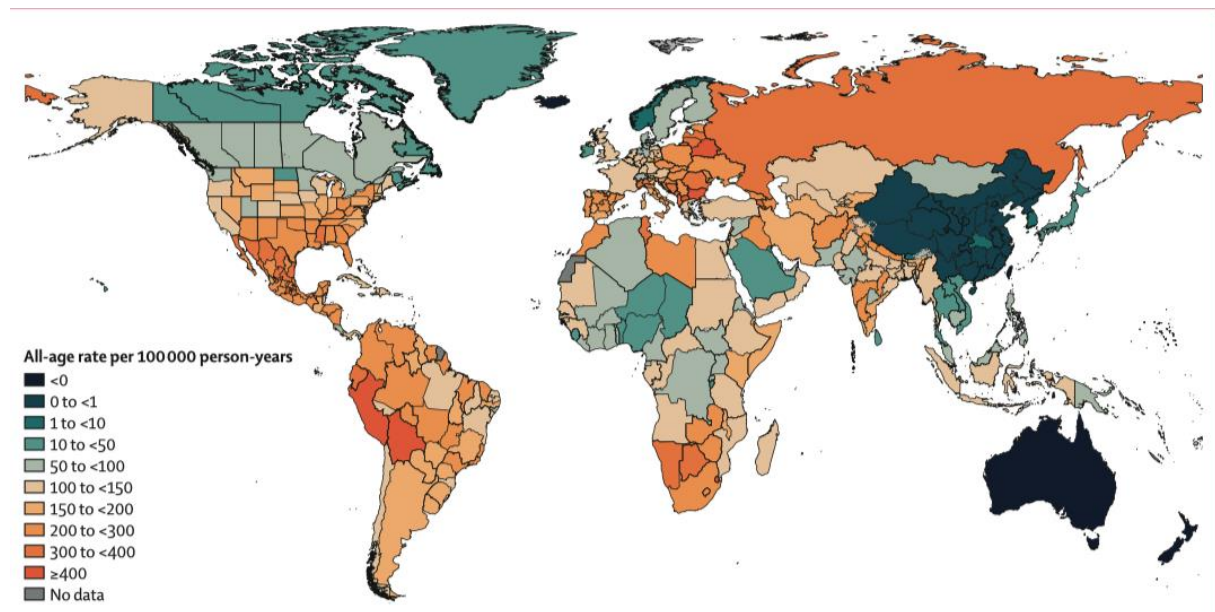 All-age rate per 100 000 person-years
<0
0 to <1
1 to <10
10 to <50
50 to <100
100 to <150
150 to <200
200 to <300
300 to <400
≥400
No data